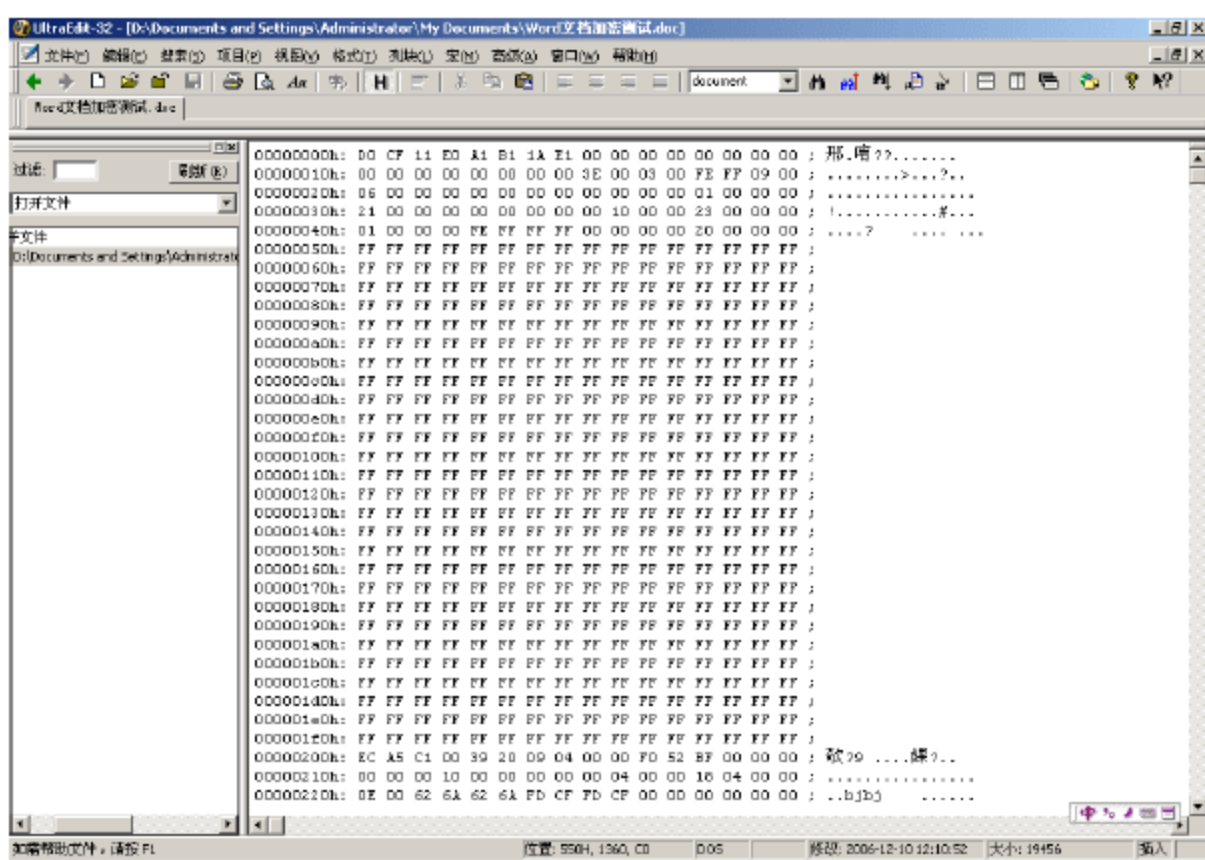 UltraEdit-32 - [D:\Documents and Settings\Administrator\My Documents\Word文档加密测试.doc]
文件(F) 编辑(E) 搜索(S) 项目(P) 视图(V) 格式(T) 列块(L) 宏(M) 高级(A) 窗口(W) 帮助(H)
document
Word文档加密测试.doc
过滤: 刷新(R)
打开文件
D:\Documents and Settings\Administrat
00000000h: D0 CF 11 E0 A1 B1 1A E1 00 00 00 00 00 00 00 00 ;
00000010h: 00 00 00 00 00 00 00 00 3E 00 03 00 FE FF 09 00 ; ........>...?..
00000020h: 06 00 00 00 00 00 00 00 00 00 00 00 01 00 00 00 ; ................
00000030h: 21 00 00 00 00 00 00 00 00 10 00 00 23 00 00 00 ; !...........#...
00000040h: 01 00 00 00 FE FF FF FF 00 00 00 00 20 00 00 00 ; ....? .... ...
00000050h: FF FF FF FF FF FF FF FF FF FF FF FF FF FF FF FF ;
00000060h: FF FF FF FF FF FF FF FF FF FF FF FF FF FF FF FF ;
00000070h: FF FF FF FF FF FF FF FF FF FF FF FF FF FF FF FF ;
00000080h: FF FF FF FF FF FF FF FF FF FF FF FF FF FF FF FF ;
00000090h: FF FF FF FF FF FF FF FF FF FF FF FF FF FF FF FF ;
000000a0h: FF FF FF FF FF FF FF FF FF FF FF FF FF FF FF FF ;
000000b0h: FF FF FF FF FF FF FF FF FF FF FF FF FF FF FF FF ;
000000c0h: FF FF FF FF FF FF FF FF FF FF FF FF FF FF FF FF ;
000000d0h: FF FF FF FF FF FF FF FF FF FF FF FF FF FF FF FF ;
000000e0h: FF FF FF FF FF FF FF FF FF FF FF FF FF FF FF FF ;
000000f0h: FF FF FF FF FF FF FF FF FF FF FF FF FF FF FF FF ;
00000100h: FF FF FF FF FF FF FF FF FF FF FF FF FF FF FF FF ;
00000110h: FF FF FF FF FF FF FF FF FF FF FF FF FF FF FF FF ;
00000120h: FF FF FF FF FF FF FF FF FF FF FF FF FF FF FF FF ;
00000130h: FF FF FF FF FF FF FF FF FF FF FF FF FF FF FF FF ;
00000140h: FF FF FF FF FF FF FF FF FF FF FF FF FF FF FF FF ;
00000150h: FF FF FF FF FF FF FF FF FF FF FF FF FF FF FF FF ;
00000160h: FF FF FF FF FF FF FF FF FF FF FF FF FF FF FF FF ;
00000170h: FF FF FF FF FF FF FF FF FF FF FF FF FF FF FF FF ;
00000180h: FF FF FF FF FF FF FF FF FF FF FF FF FF FF FF FF ;
00000190h: FF FF FF FF FF FF FF FF FF FF FF FF FF FF FF FF ;
000001a0h: FF FF FF FF FF FF FF FF FF FF FF FF FF FF FF FF ;
000001b0h: FF FF FF FF FF FF FF FF FF FF FF FF FF FF FF FF ;
000001c0h: FF FF FF FF FF FF FF FF FF FF FF FF FF FF FF FF ;
000001d0h: FF FF FF FF FF FF FF FF FF FF FF FF FF FF FF FF ;
000001e0h: FF FF FF FF FF FF FF FF FF FF FF FF FF FF FF FF ;
000001f0h: FF FF FF FF FF FF FF FF FF FF FF FF FF FF FF FF ;
00000200h: EC A5 C1 00 39 20 09 04 00 00 F0 52 BF 00 00 00 ;
00000210h: 00 00 00 10 00 00 00 00 00 04 00 00 18 04 00 00 ; ................
00000220h: 0E 00 62 6A 62 6A FD CF FD CF 00 00 00 00 00 00 ; ..bjbj ......
如需帮助文件，请按 F1
位置: 550H, 1360, C0
DOS
修改: 2006-12-10 12:10:52
大小: 19456
插入